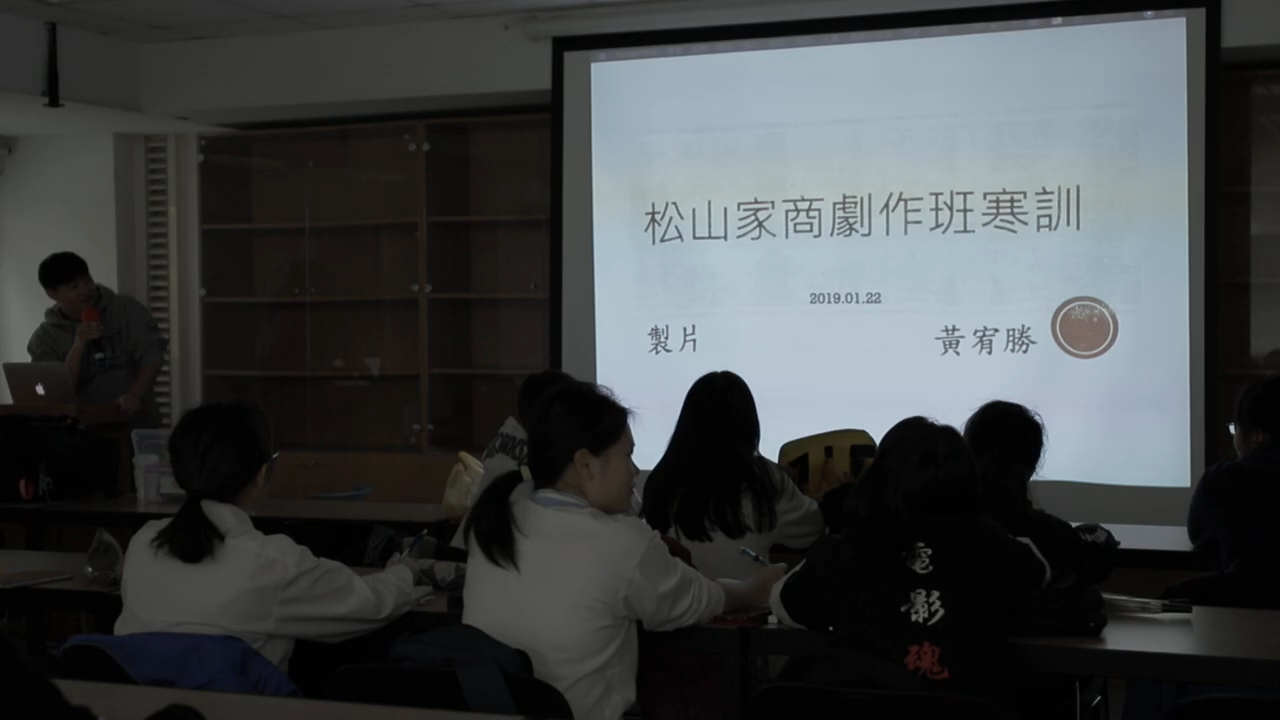 松山家商劇作班寒訓
2019.01.22
製片 黃宥勝
電
影
魂